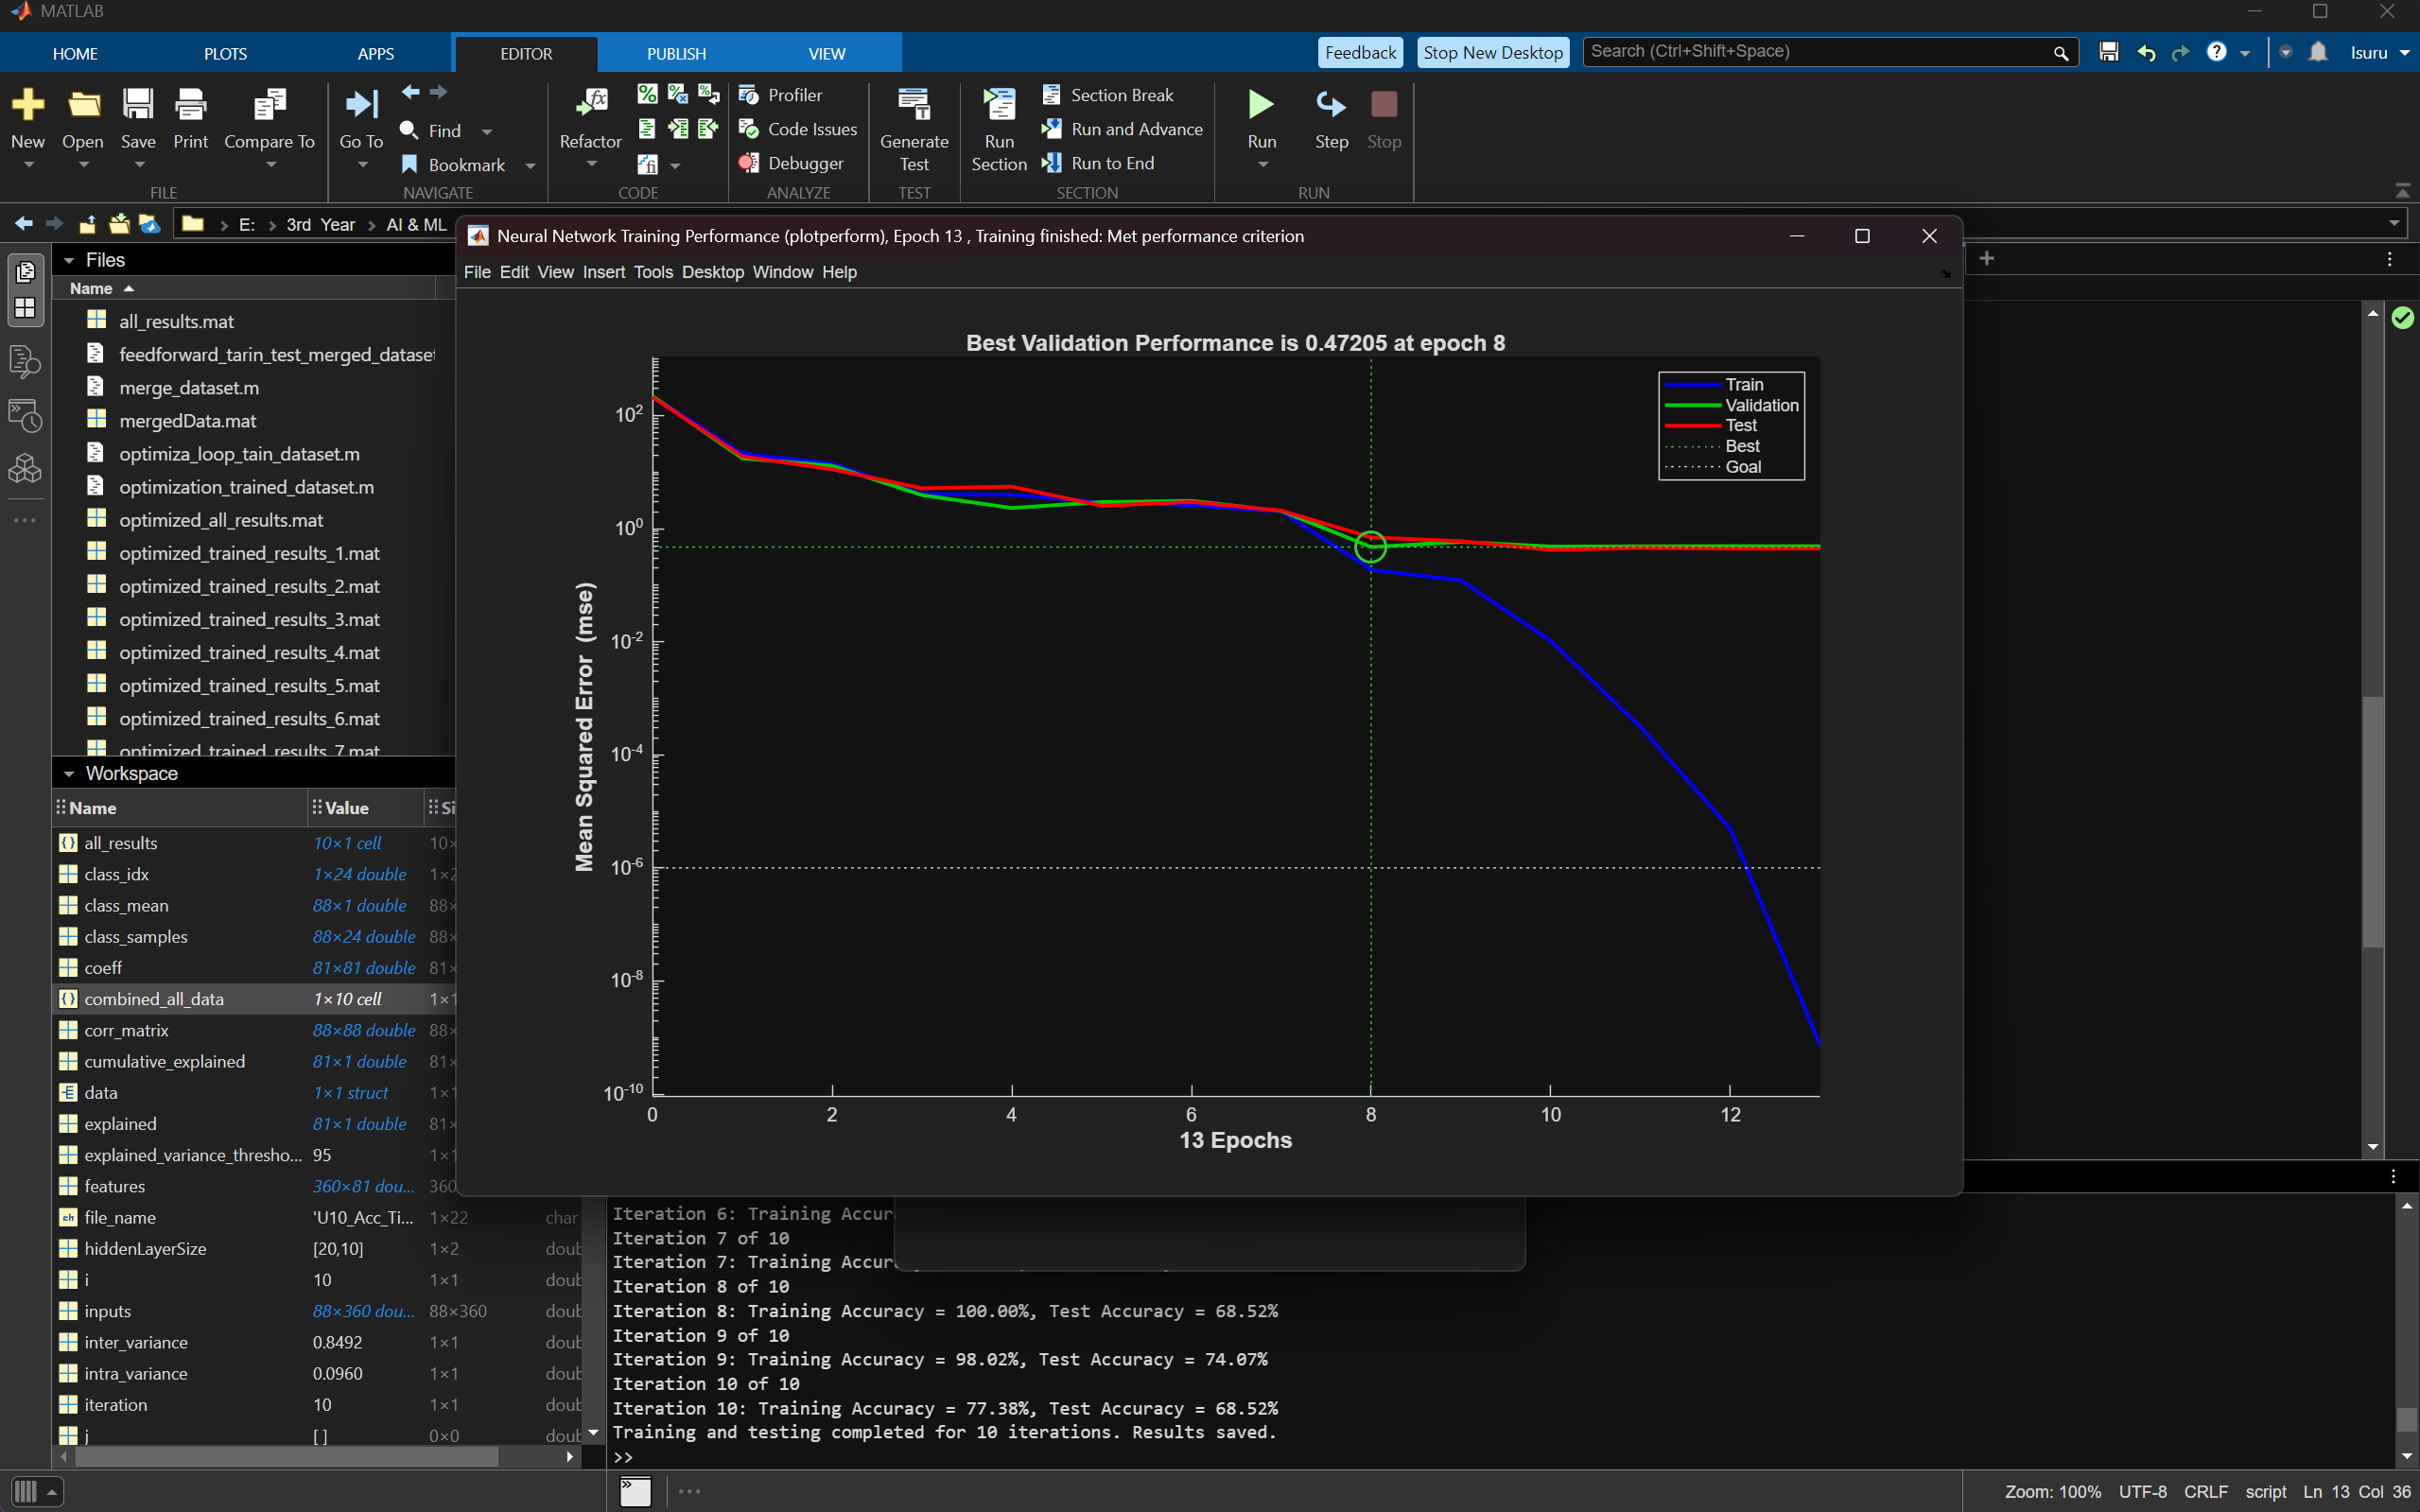 MATLAB
HOME PLOTS APPS EDITOR PUBLISH VIEW Feedback Stop New Desktop Search (Ctrl+Shift+Space) Isuru
New Open Save Print Compare To Go To Find Bookmark Refactor Profiler Code Issues Debugger Generate Test Run Section Section Break Run and Advance Run to End Run Step Stop
FILE NAVIGATE CODE ANALYZE TEST SECTION RUN
E: > 3rd Year > AI & ML
Neural Network Training Performance (plotperform), Epoch 13 , Training finished: Met performance criterion
File Edit View Insert Tools Desktop Window Help
Files
Name
all_results.mat
feedforward_tarin_test_merged_dataset
merge_dataset.m
mergedData.mat
optimiza_loop_tain_dataset.m
optimization_trained_dataset.m
optimized_all_results.mat
optimized_trained_results_1.mat
optimized_trained_results_2.mat
optimized_trained_results_3.mat
optimized_trained_results_4.mat
optimized_trained_results_5.mat
optimized_trained_results_6.mat
optimized_trained_results_7.mat
Best Validation Performance is 0.47205 at epoch 8
Train
Validation
Test
Best
Goal
Mean Squared Error (mse)
10^2
10^0
10^-2
10^-4
10^-6
10^-8
10^-10
0 2 4 6 8 10 12
13 Epochs
Workspace
Name Value Si
all_results 10×1 cell 10×
class_idx 1×24 double 1×2
class_mean 88×1 double 88×
class_samples 88×24 double 88×
coeff 81×81 double 81×
combined_all_data 1×10 cell 1×1
corr_matrix 88×88 double 88×
cumulative_explained 81×1 double 81×
data 1×1 struct 1×1
explained 81×1 double 81×
explained_variance_thresho... 95 1×1
features 360×81 dou... 360
file_name 'U10_Acc_Ti... 1×22 char
hiddenLayerSize [20,10] 1×2 doub
i 10 1×1 doub
inputs 88×360 dou... 88×360 doub
inter_variance 0.8492 1×1 doub
intra_variance 0.0960 1×1 doub
iteration 10 1×1 doub
j [] 0×0 doub
Iteration 6: Training Accur
Iteration 7 of 10
Iteration 7: Training Accur
Iteration 8 of 10
Iteration 8: Training Accuracy = 100.00%, Test Accuracy = 68.52%
Iteration 9 of 10
Iteration 9: Training Accuracy = 98.02%, Test Accuracy = 74.07%
Iteration 10 of 10
Iteration 10: Training Accuracy = 77.38%, Test Accuracy = 68.52%
Training and testing completed for 10 iterations. Results saved.
>>
Zoom: 100% UTF-8 CRLF script Ln 13 Col 36